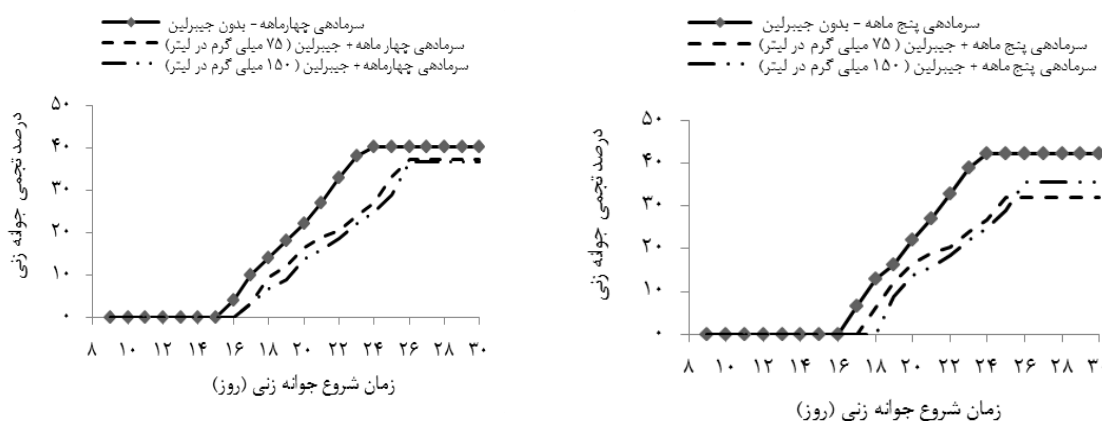 سرمادهی چهارماهه - بدون جیبرلین
سرمادهی چهار ماهه + جیبرلین (۷۵ میلی گرم در لیتر)
سرمادهی چهارماهه + جیبرلین (۱۵۰ میلی گرم در لیتر)
درصد تجمی جوانه زنی
۵۰
۴۰
۳۰
۲۰
۱۰
۰
۸ ۱۰ ۱۲ ۱۴ ۱۶ ۱۸ ۲۰ ۲۲ ۲۴ ۲۶ ۲۸ ۳۰
زمان شروع جوانه زنی (روز)
سرمادهی پنج ماهه - بدون جیبرلین
سرمادهی پنج ماهه + جیبرلین (۷۵ میلی گرم در لیتر)
سرمادهی پنج ماهه + جیبرلین (۱۵۰ میلی گرم در لیتر)
درصد تجمی جوانه زنی
۵۰
۴۰
۳۰
۲۰
۱۰
۰
۸ ۱۰ ۱۲ ۱۴ ۱۶ ۱۸ ۲۰ ۲۲ ۲۴ ۲۶ ۲۸ ۳۰
زمان شروع جوانه زنی (روز)